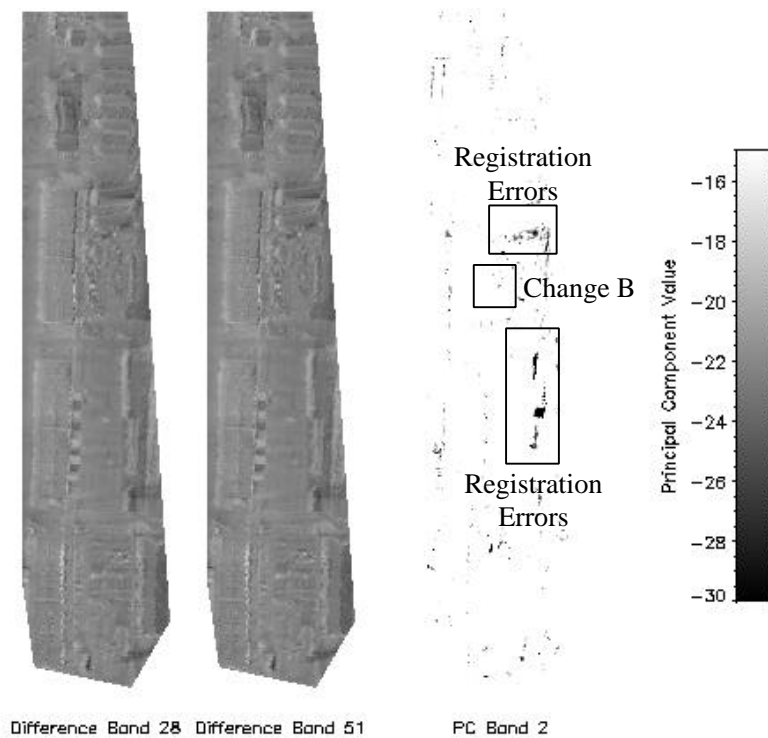 Registration
Errors
Change B
Registration
Errors
Principal Component Value
-16
-18
-20
-22
-24
-26
-28
-30
Difference Band 28
Difference Band 51
PC Band 2